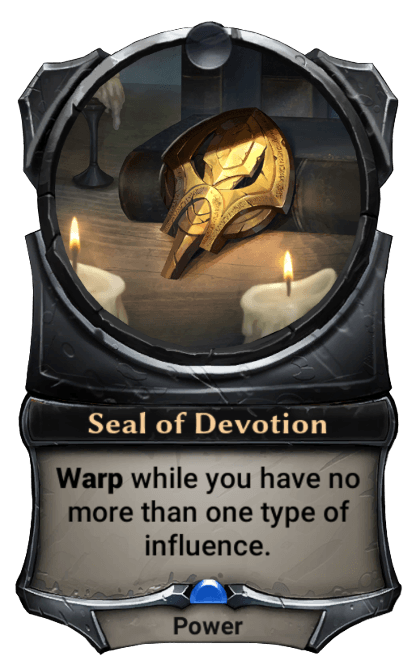 Seal of Devotion
Warp while you have no
more than one type of
influence.
Power